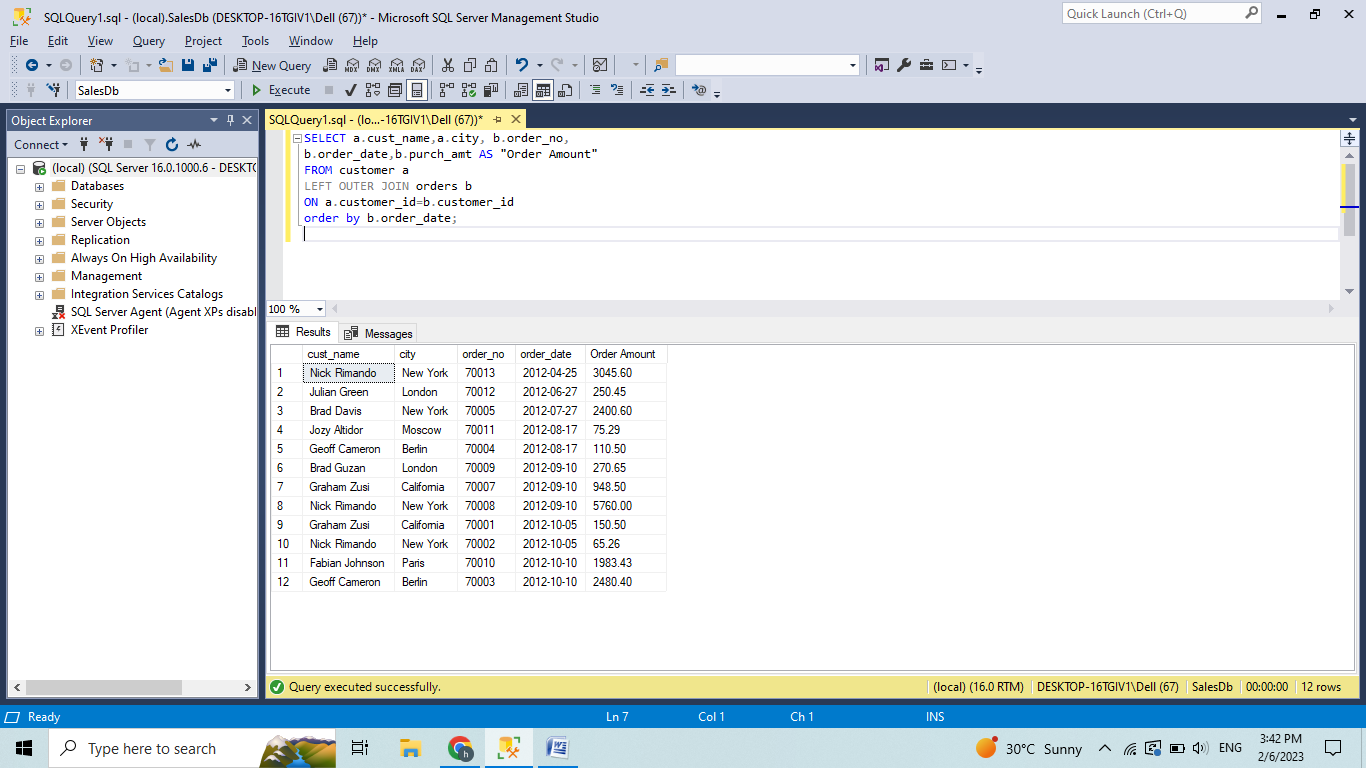 SQLQuery1.sql - (local).SalesDb (DESKTOP-16TGIV1\Dell (67))* - Microsoft SQL Server Management Studio
Quick Launch (Ctrl+Q)
File Edit View Query Project Tools Window Help
New Query MDX DMX XMLA DAX
SalesDb Execute
Object Explorer
Connect
(local) (SQL Server 16.0.1000.6 - DESKT
Databases
Security
Server Objects
Replication
Always On High Availability
Management
Integration Services Catalogs
SQL Server Agent (Agent XPs disabl
XEvent Profiler
SQLQuery1.sql - (lo...-16TGIV1\Dell (67))*
SELECT a.cust_name,a.city, b.order_no,
b.order_date,b.purch_amt AS "Order Amount"
FROM customer a
LEFT OUTER JOIN orders b
ON a.customer_id=b.customer_id
order by b.order_date;
100 %
Results Messages
cust_name city order_no order_date Order Amount
1 Nick Rimando New York 70013 2012-04-25 3045.60
2 Julian Green London 70012 2012-06-27 250.45
3 Brad Davis New York 70005 2012-07-27 2400.60
4 Jozy Altidor Moscow 70011 2012-08-17 75.29
5 Geoff Cameron Berlin 70004 2012-08-17 110.50
6 Brad Guzan London 70009 2012-09-10 270.65
7 Graham Zusi California 70007 2012-09-10 948.50
8 Nick Rimando New York 70008 2012-09-10 5760.00
9 Graham Zusi California 70001 2012-10-05 150.50
10 Nick Rimando New York 70002 2012-10-05 65.26
11 Fabian Johnson Paris 70010 2012-10-10 1983.43
12 Geoff Cameron Berlin 70003 2012-10-10 2480.40
Query executed successfully. (local) (16.0 RTM) DESKTOP-16TGIV1\Dell (67) SalesDb 00:00:00 12 rows
Ready Ln 7 Col 1 Ch 1 INS
Type here to search 30°C Sunny ENG 3:42 PM
2/6/2023